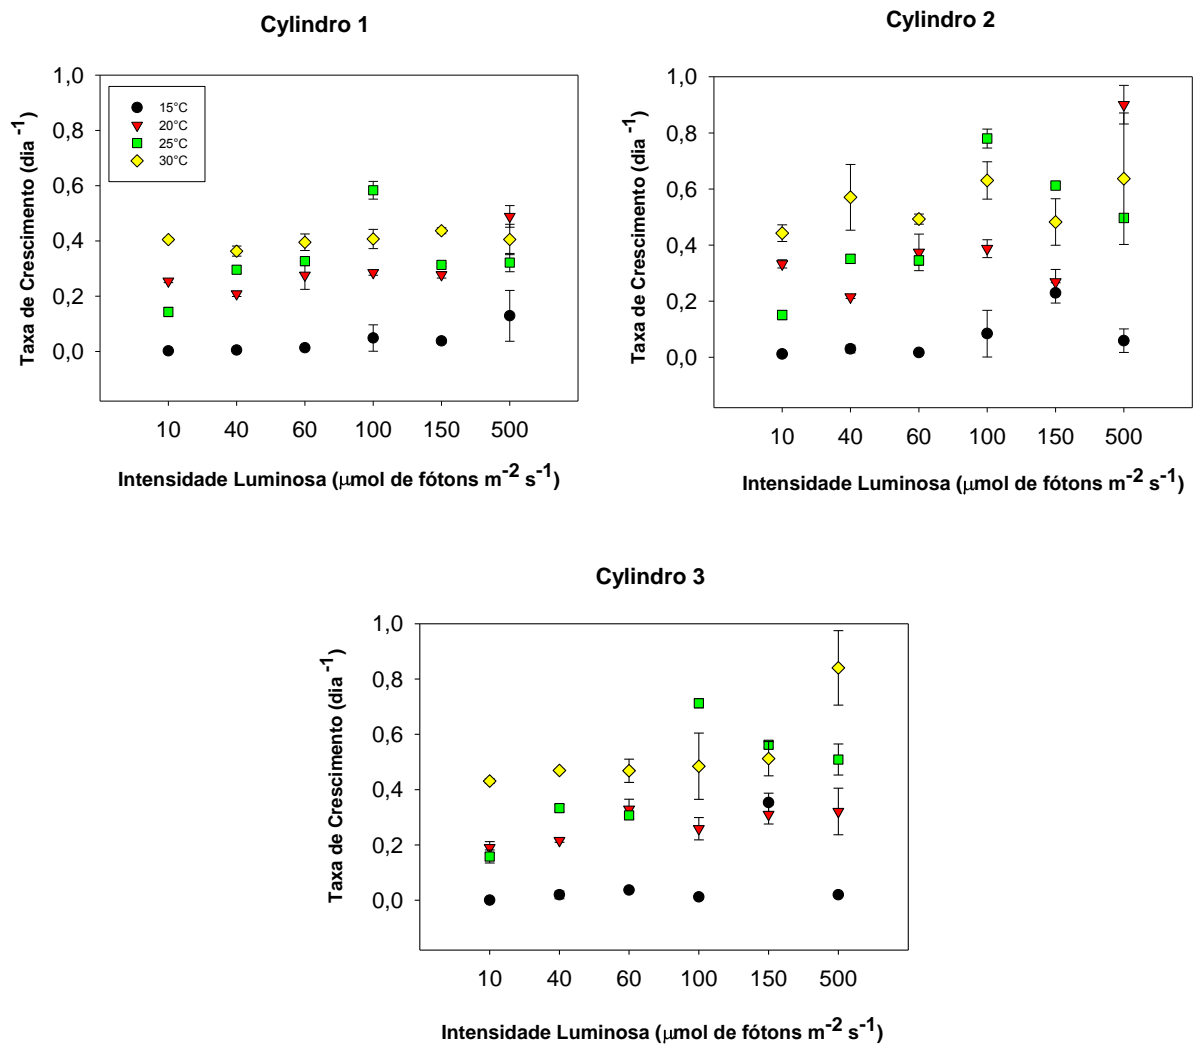 Cylindro 1
1,0
0,8
0,6
0,4
0,2
0,0
Taxa de Crescimento (dia -1)
15°C
20°C
25°C
30°C
10 40 60 100 150 500
Intensidade Luminosa (μmol de fótons m-2 s-1)
Cylindro 2
1,0
0,8
0,6
0,4
0,2
0,0
Taxa de Crescimento (dia -1)
10 40 60 100 150 500
Intensidade Luminosa (μmol de fótons m-2 s-1)
Cylindro 3
1,0
0,8
0,6
0,4
0,2
0,0
Taxa de Crescimento (dia -1)
10 40 60 100 150 500
Intensidade Luminosa (μmol de fótons m-2 s-1)